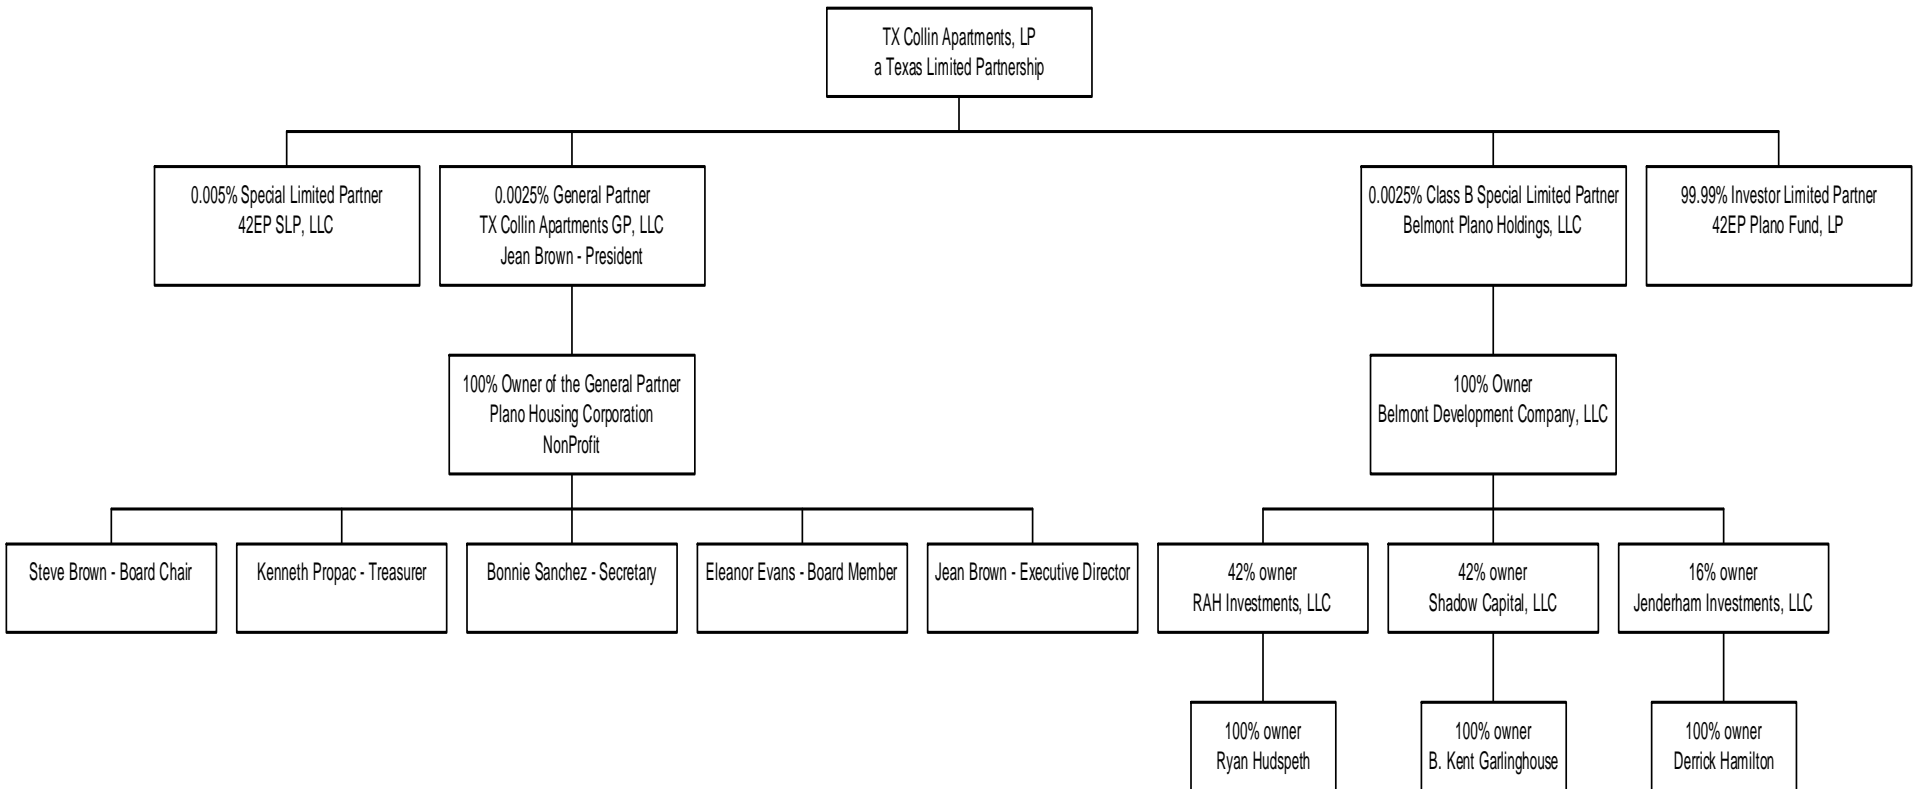 TX Collin Apartments, LP
a Texas Limited Partnership
0.005% Special Limited Partner
42EP SLP, LLC
0.0025% General Partner
TX Collin Apartments GP, LLC
Jean Brown - President
0.0025% Class B Special Limited Partner
Belmont Plano Holdings, LLC
99.99% Investor Limited Partner
42EP Plano Fund, LP
100% Owner of the General Partner
Plano Housing Corporation
NonProfit
100% Owner
Belmont Development Company, LLC
Steve Brown - Board Chair
Kenneth Propac - Treasurer
Bonnie Sanchez - Secretary
Eleanor Evans - Board Member
Jean Brown - Executive Director
42% owner
RAH Investments, LLC
42% owner
Shadow Capital, LLC
16% owner
Jenderham Investments, LLC
100% owner
Ryan Hudspeth
100% owner
B. Kent Garlinghouse
100% owner
Derrick Hamilton